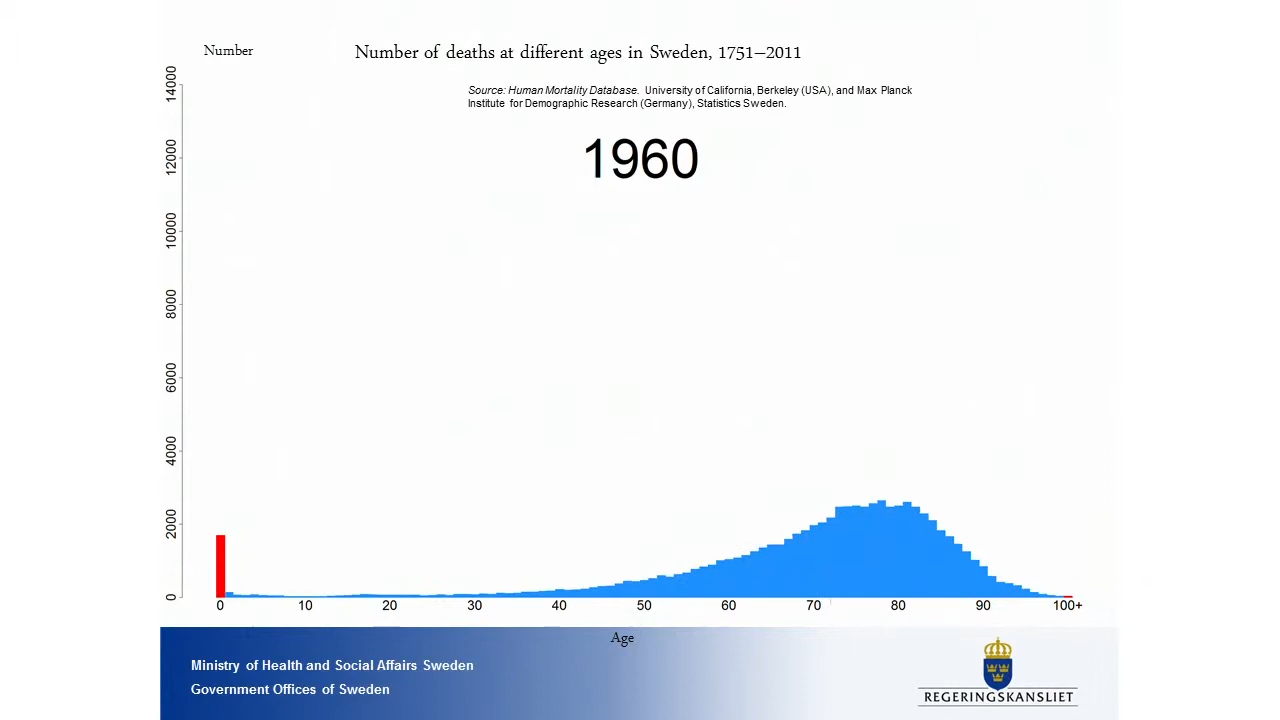 Number
Number of deaths at different ages in Sweden, 1751–2011
Source: Human Mortality Database. University of California, Berkeley (USA), and Max Planck
Institute for Demographic Research (Germany), Statistics Sweden.
1960
14000
12000
10000
8000
6000
4000
2000
0
0 10 20 30 40 50 60 70 80 90 100+
Age
Ministry of Health and Social Affairs Sweden
Government Offices of Sweden
REGERINGSKANSLIET